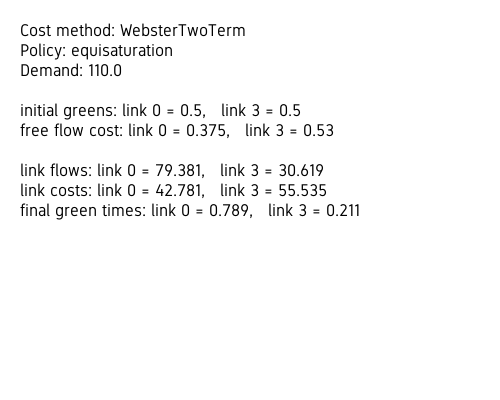 Cost method: WebsterTwoTerm
Policy: equisaturation
Demand: 110.0
initial greens: link 0 = 0.5,   link 3 = 0.5
free flow cost: link 0 = 0.375,   link 3 = 0.53
link flows: link 0 = 79.381,   link 3 = 30.619
link costs: link 0 = 42.781,   link 3 = 55.535
final green times: link 0 = 0.789,   link 3 = 0.211